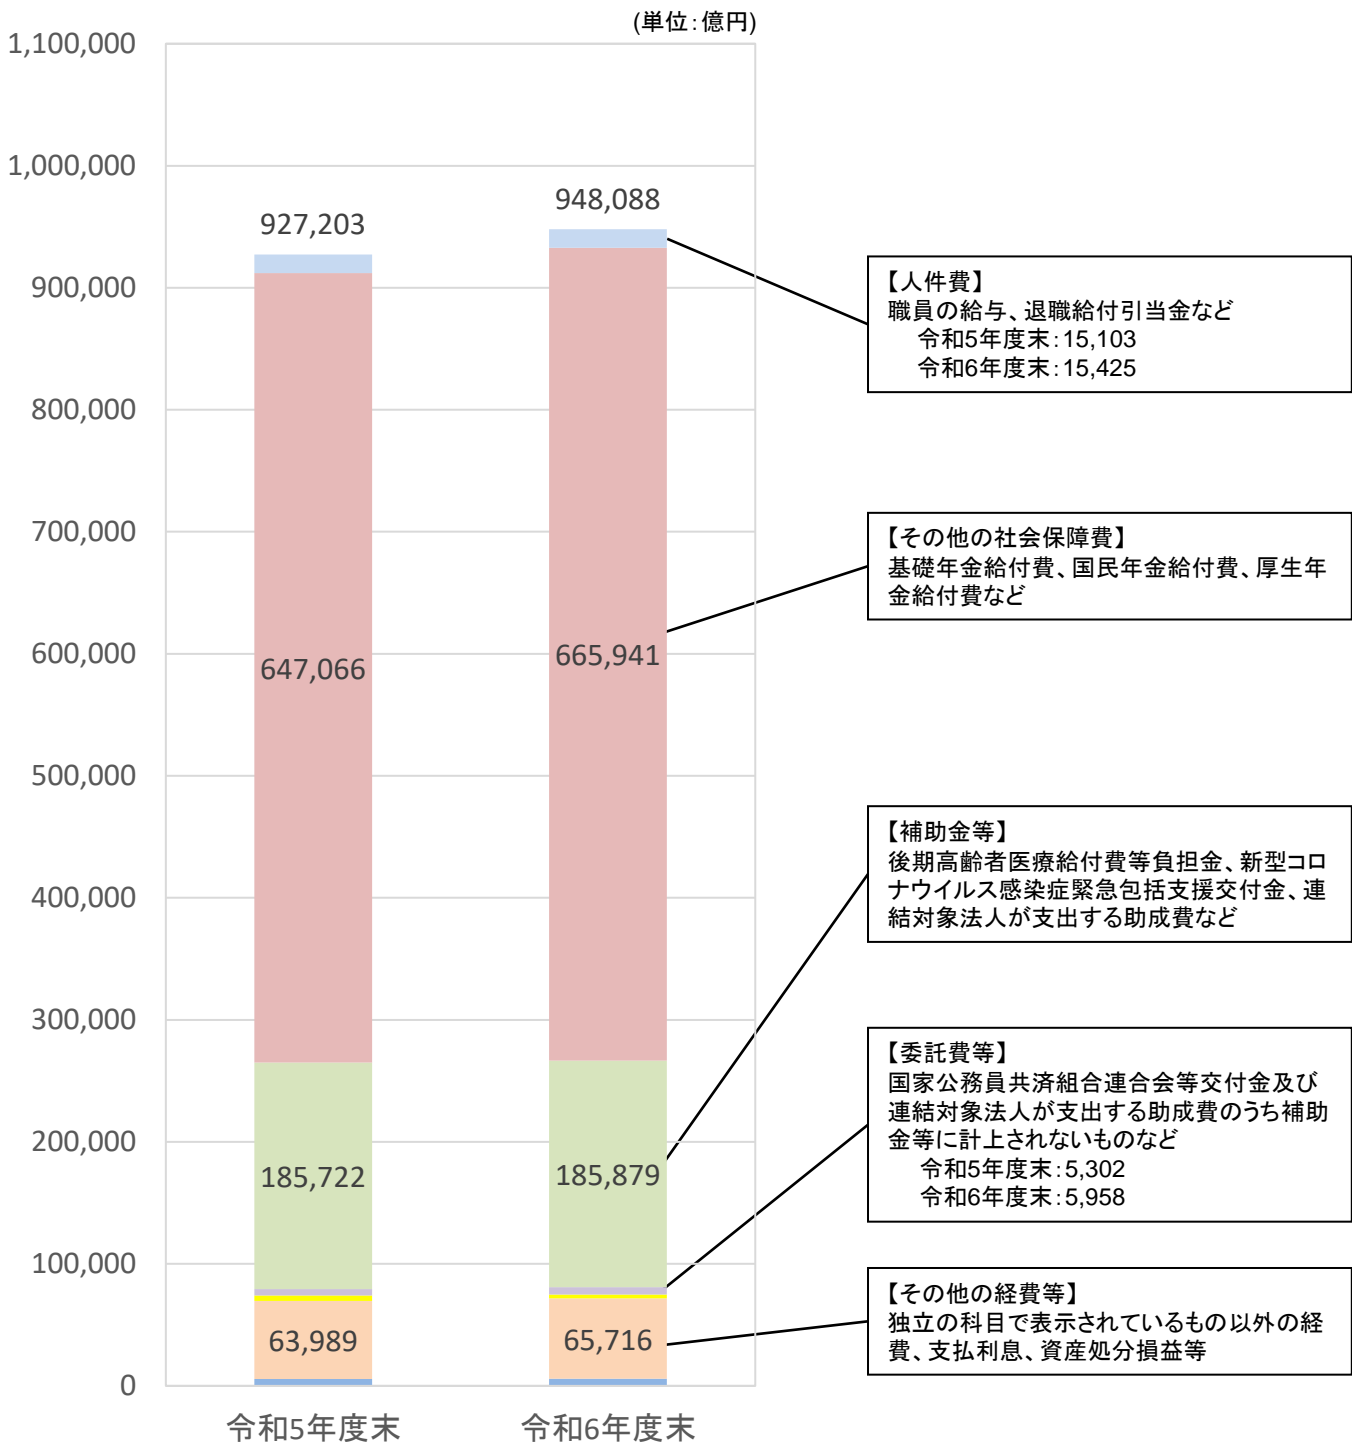 (単位:億円)
1,100,000
1,000,000
900,000
800,000
700,000
600,000
500,000
400,000
300,000
200,000
100,000
0
927,203
647,066
185,722
63,989
令和5年度末
948,088
665,941
185,879
65,716
令和6年度末
【人件費】
職員の給与、退職給付引当金など
令和5年度末:15,103
令和6年度末:15,425
【その他の社会保障費】
基礎年金給付費、国民年金給付費、厚生年
金給付費など
【補助金等】
後期高齢者医療給付費等負担金、新型コロ
ナウイルス感染症緊急包括支援交付金、連
結対象法人が支出する助成費など
【委託費等】
国家公務員共済組合連合会等交付金及び
連結対象法人が支出する助成費のうち補助
金等に計上されないものなど
令和5年度末:5,302
令和6年度末:5,958
【その他の経費等】
独立の科目で表示されているもの以外の経
費、支払利息、資産処分損益等